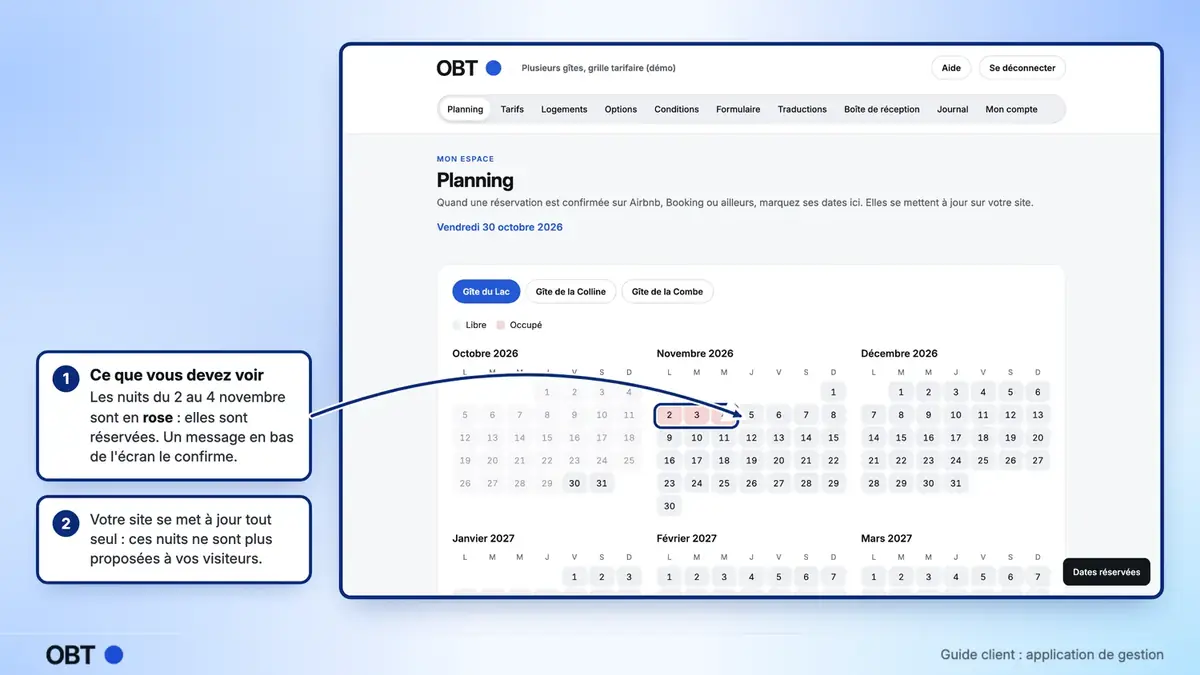 OBT
Plusieurs gîtes, grille tarifaire (démo)
Aide
Se déconnecter
Planning Tarifs Logements Options Conditions Formulaire Traductions Boîte de réception Journal Mon compte
MON ESPACE
Planning
Quand une réservation est confirmée sur Airbnb, Booking ou ailleurs, marquez ses dates ici. Elles se mettent à jour sur votre site.
Vendredi 30 octobre 2026
Gîte du Lac Gîte de la Colline Gîte de la Combe
Libre Occupé
Octobre 2026
L M M J V S D
1 2 3 4
5 6 7 8 9 10 11
12 13 14 15 16 17 18
19 20 21 22 23 24 25
26 27 28 29 30 31
Novembre 2026
L M M J V S D
1
2 3 5 6 7 8
9 10 11 12 13 14 15
16 17 18 19 20 21 22
23 24 25 26 27 28 29
30
Décembre 2026
L M M J V S D
1 2 3 4 5 6
7 8 9 10 11 12 13
14 15 16 17 18 19 20
21 22 23 24 25 26 27
28 29 30 31
Janvier 2027
L M M J V S D
1 2 3
Février 2027
L M M J V S D
1 2 3 4 5 6 7
Mars 2027
L M M J V S D
1 2 3 4 5 6 7
Dates réservées
1 Ce que vous devez voir
Les nuits du 2 au 4 novembre
sont en rose : elles sont
réservées. Un message en bas
de l'écran le confirme.
2 Votre site se met à jour tout
seul : ces nuits ne sont plus
proposées à vos visiteurs.
OBT
Guide client : application de gestion